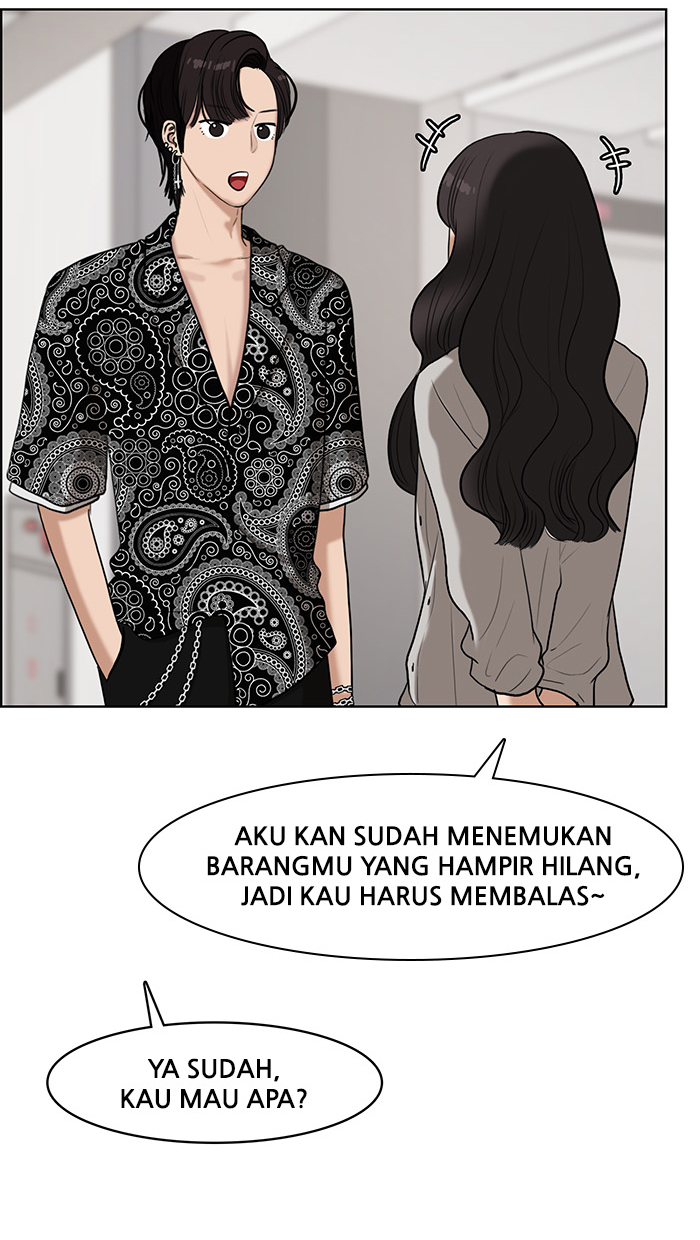 AKU KAN SUDAH MENEMUKAN
BARANGMU YANG HAMPIR HILANG,
JADI KAU HARUS MEMBALAS~
YA SUDAH,
KAU MAU APA?